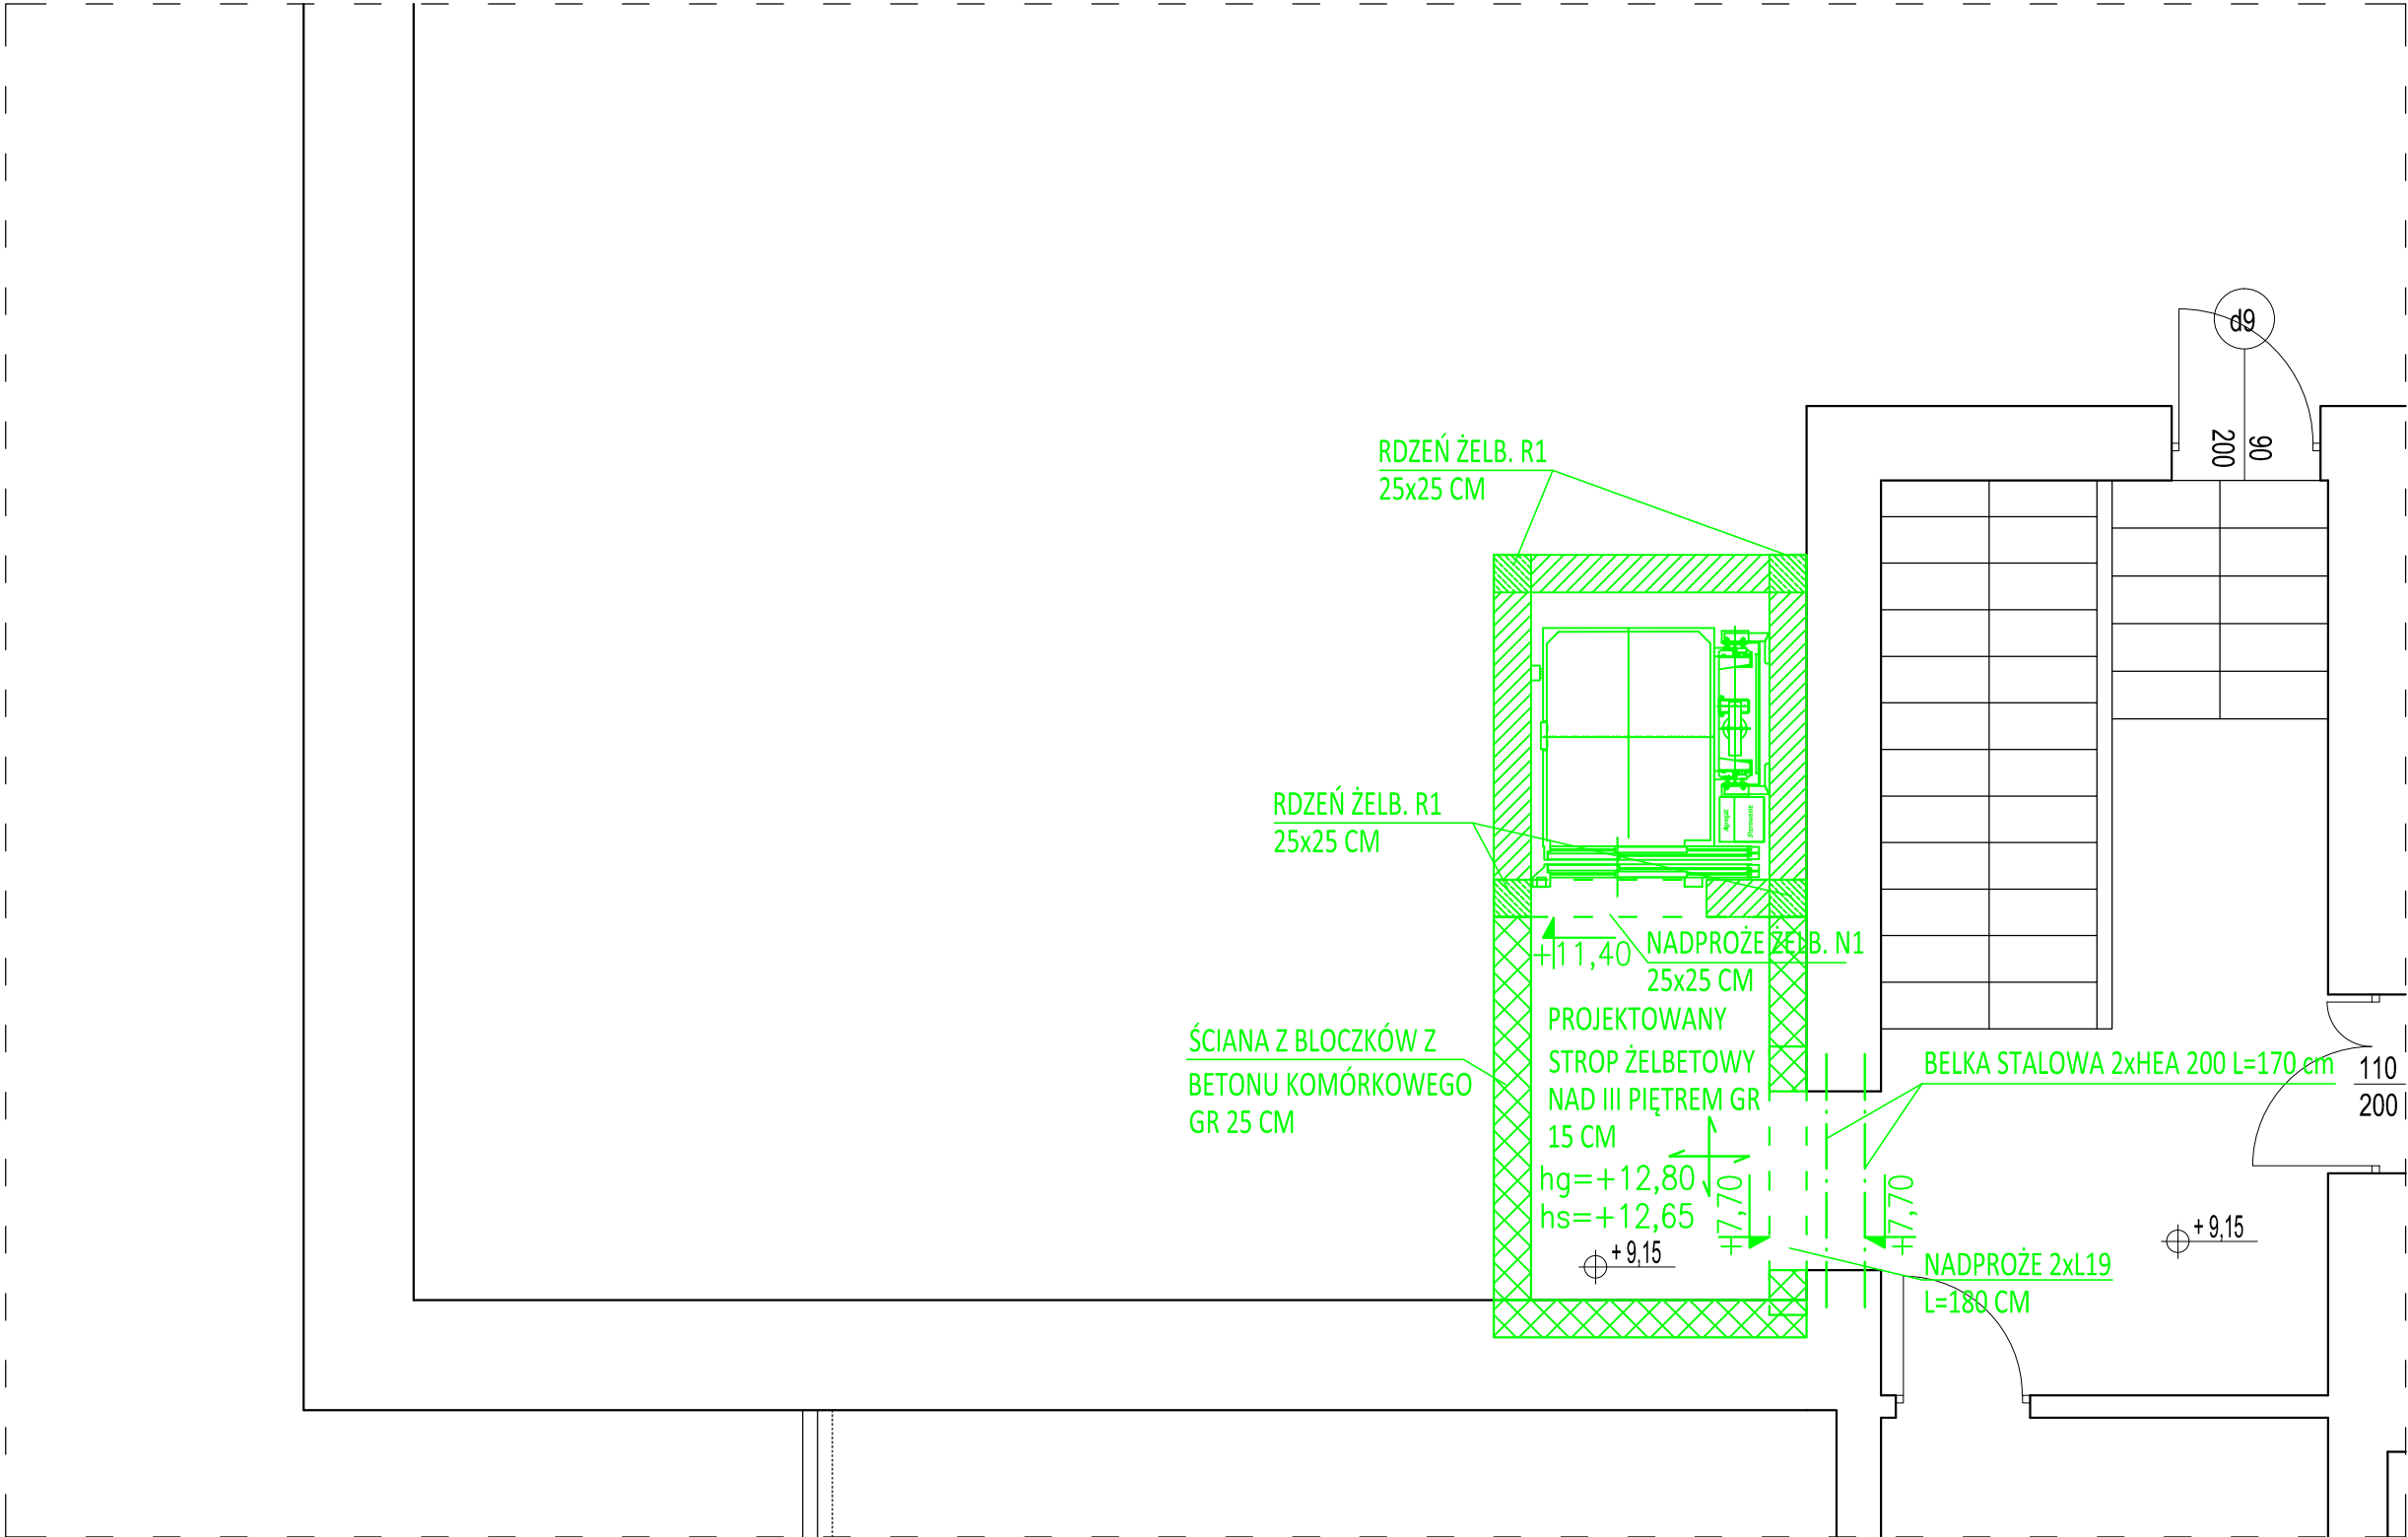 d9
90
200
RDZEŃ ŻELB. R1
25x25 CM
RDZEŃ ŻELB. R1
25x25 CM
Agregat
Sterowanie
+11,40
NADPROŻE ŻELB. N1
25x25 CM
PROJEKTOWANY
STROP ŻELBETOWY
NAD III PIĘTREM GR
15 CM
hg=+12,80
hs=+12,65
+ 9,15
ŚCIANA Z BLOCZKÓW Z
BETONU KOMÓRKOWEGO
GR 25 CM
BELKA STALOWA 2xHEA 200 L=170 cm
110
200
+7,70
+7,70
+ 9,15
NADPROŻE 2xL19
L=180 CM